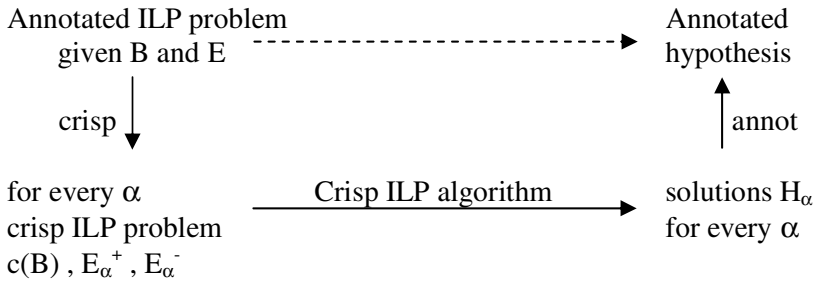 Annotated ILP problem
given B and E
Annotated
hypothesis
crisp
annot
for every α
crisp ILP problem
c(B) , Eα⁺ , Eα⁻
Crisp ILP algorithm
solutions Hα
for every α